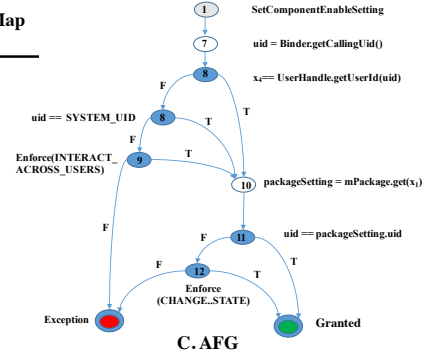 Map
1
SetComponentEnableSetting
7
uid = Binder.getCallingUid()
8
x4== UserHandle.getUserId(uid)
F
T
uid == SYSTEM_UID
8
F
T
Enforce(INTERACT_
ACROSS_USERS)
9
T
10
packageSetting = mPackage.get(x1)
F
11
uid == packageSetting.uid
F
T
12
F
T
Enforce
(CHANGE..STATE)
Exception
Granted
C. AFG